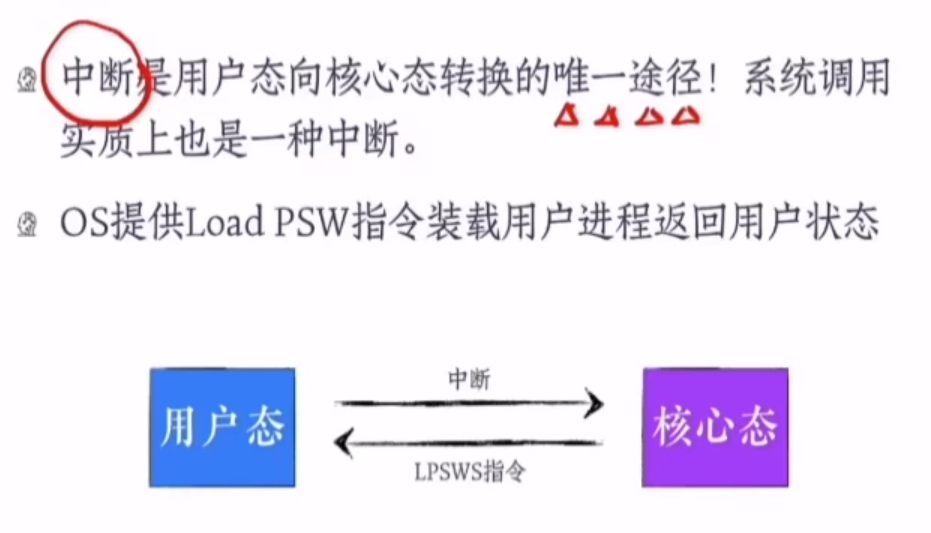 中断是用户态向核心态转换的唯一途径！系统调用
实质上也是一种中断。
OS提供Load PSW指令装载用户进程返回用户状态
中断
用户态
核心态
LPSWS指令